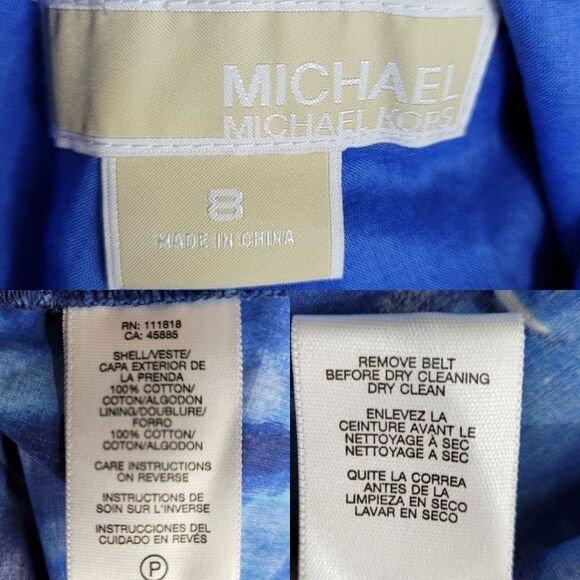 MICHAEL
MICHAEL KORS
8
MADE IN CHINA
RN: 111818
CA: 45885
SHELL/VESTE/
CAPA EXTERIOR DE
LA PRENDA
100% COTTON/
COTON/ALGODON
LINING/DOUBLURE/
FORRO
100% COTTON/
COTON/ALGODON
CARE INSTRUCTIONS
ON REVERSE
INSTRUCTIONS DE
SOIN SUR L'INVERSE
INSTRUCCIONES DEL
CUIDADO EN REVÉS
P
REMOVE BELT
BEFORE DRY CLEANING
DRY CLEAN
ENLEVEZ LA
CEINTURE AVANT LE
NETTOYAGE À SEC
NETTOYAGE À SEC
QUITE LA CORREA
ANTES DE LA
LIMPIEZA EN SECO
LAVAR EN SECO